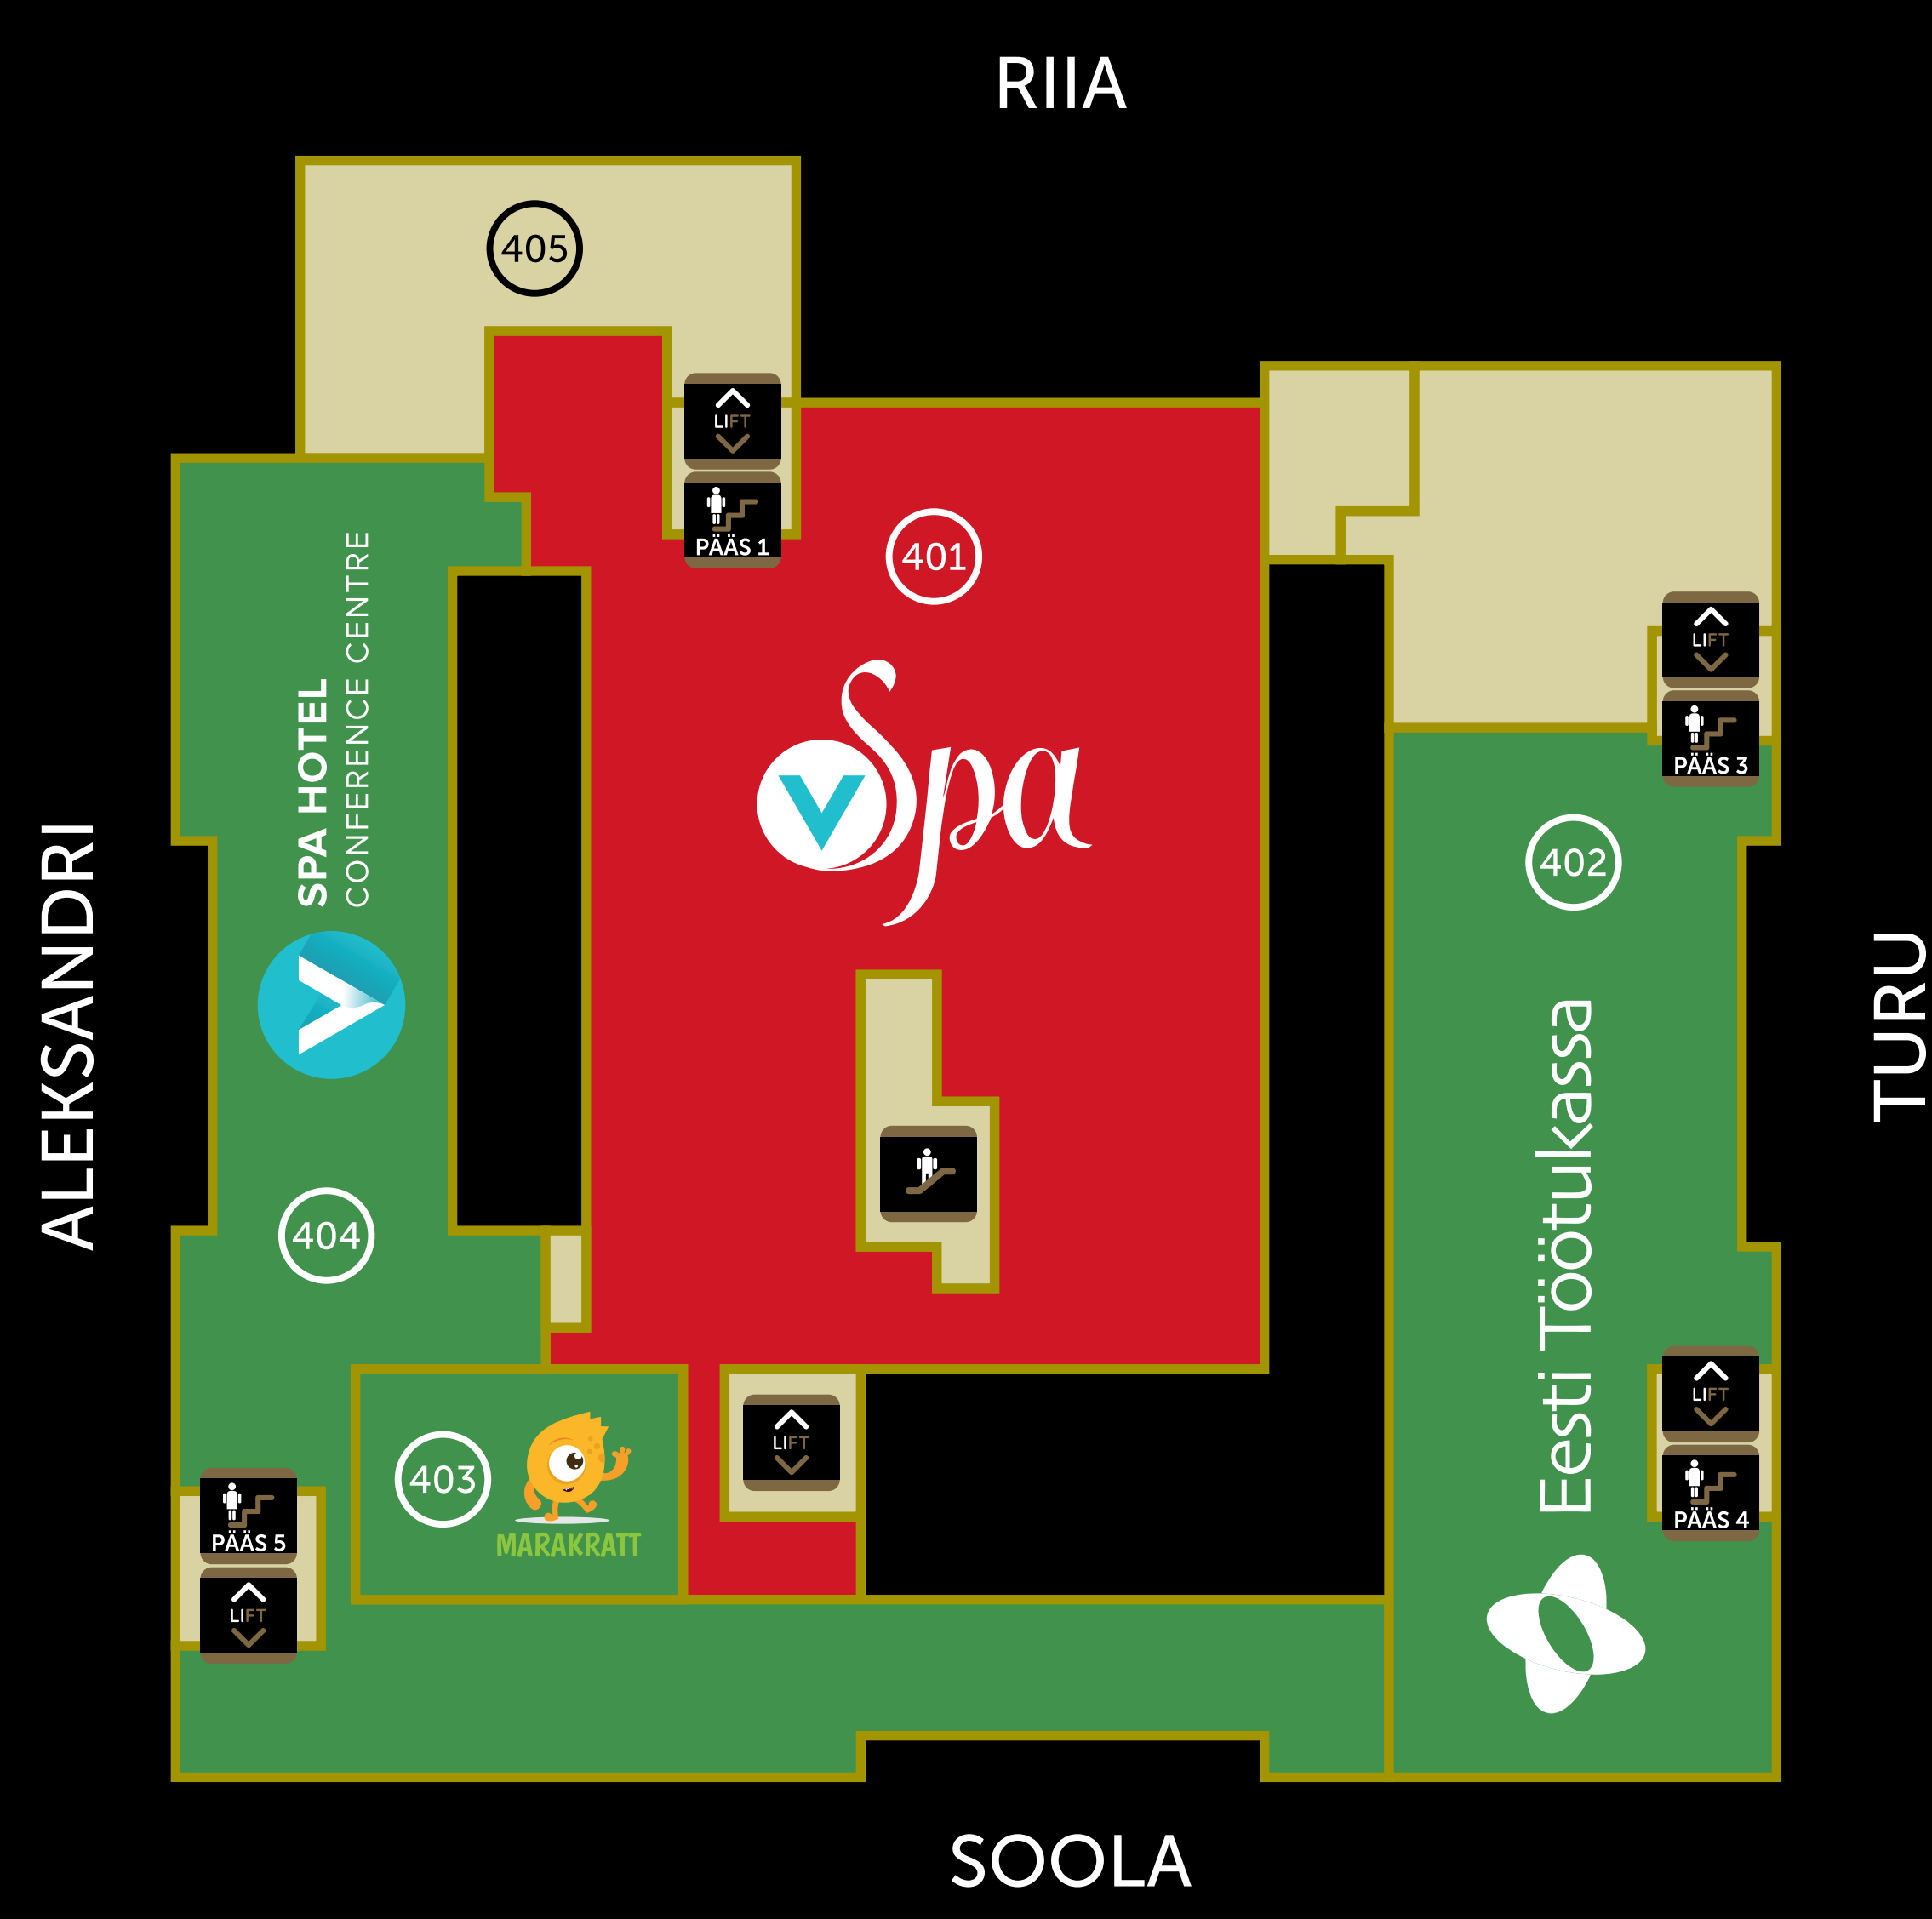 RIIA
405
LIFT
PÄÄS 1
401
Spa
LIFT
PÄÄS 3
402
SPA HOTEL
CONFERENCE CENTRE
ALEKSANDRI
TURU
404
Eesti Töötukassa
403
MARAKRATT
LIFT
LIFT
PÄÄS 4
PÄÄS 5
LIFT
SOOLA